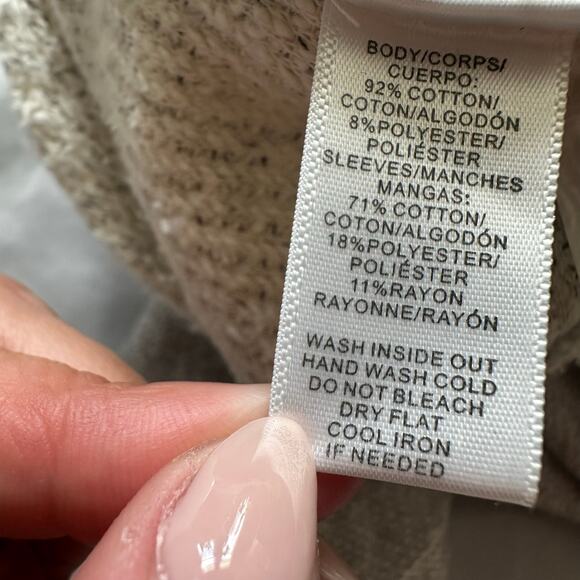 BODY/CORPS/
CUERPO:
92% COTTON/
COTON/ALGODÓN
8%POLYESTER/
POLIÉSTER
SLEEVES/MANCHES
MANGAS:
71% COTTON/
COTON/ALGODÓN
18%POLYESTER/
POLIÉSTER
11%RAYON
RAYONNE/RAYÓN
WASH INSIDE OUT
HAND WASH COLD
DO NOT BLEACH
DRY FLAT
COOL IRON
IF NEEDED